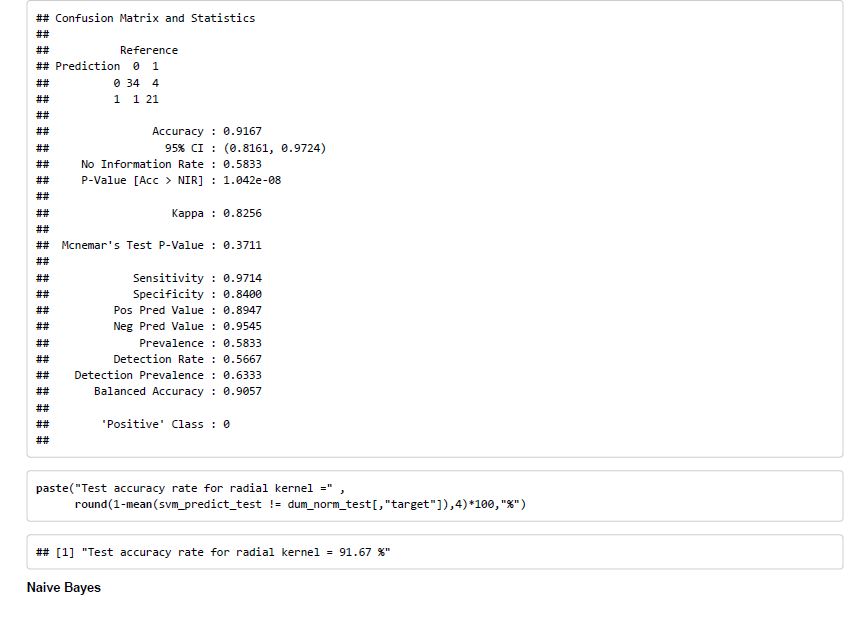 ## Confusion Matrix and Statistics
##
##           Reference
## Prediction  0  1
##          0 34  4
##          1  1 21
##
##                Accuracy : 0.9167
##                  95% CI : (0.8161, 0.9724)
##     No Information Rate : 0.5833
##     P-Value [Acc > NIR] : 1.042e-08
##
##                   Kappa : 0.8256
##
##  Mcnemar's Test P-Value : 0.3711
##
##             Sensitivity : 0.9714
##             Specificity : 0.8400
##          Pos Pred Value : 0.8947
##          Neg Pred Value : 0.9545
##              Prevalence : 0.5833
##          Detection Rate : 0.5667
##    Detection Prevalence : 0.6333
##       Balanced Accuracy : 0.9057
##
##        'Positive' Class : 0
##
paste("Test accuracy rate for radial kernel =" ,
      round(1-mean(svm_predict_test != dum_norm_test[,"target"]),4)*100,"%")
## [1] "Test accuracy rate for radial kernel = 91.67 %"
Naive Bayes